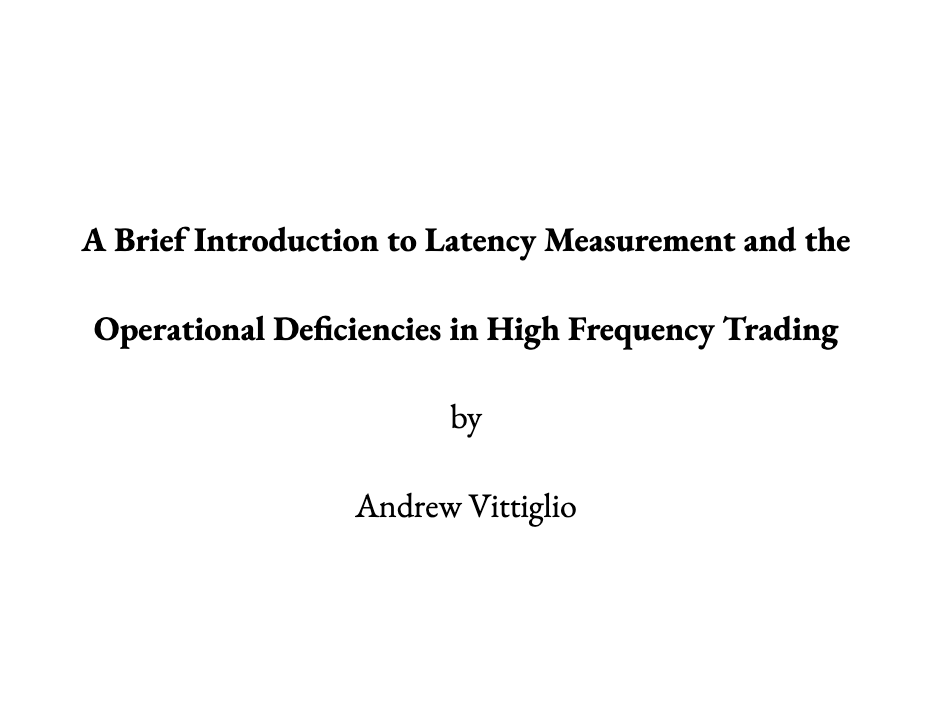 A Brief Introduction to Latency Measurement and the
Operational Deficiencies in High Frequency Trading
by
Andrew Vittiglio